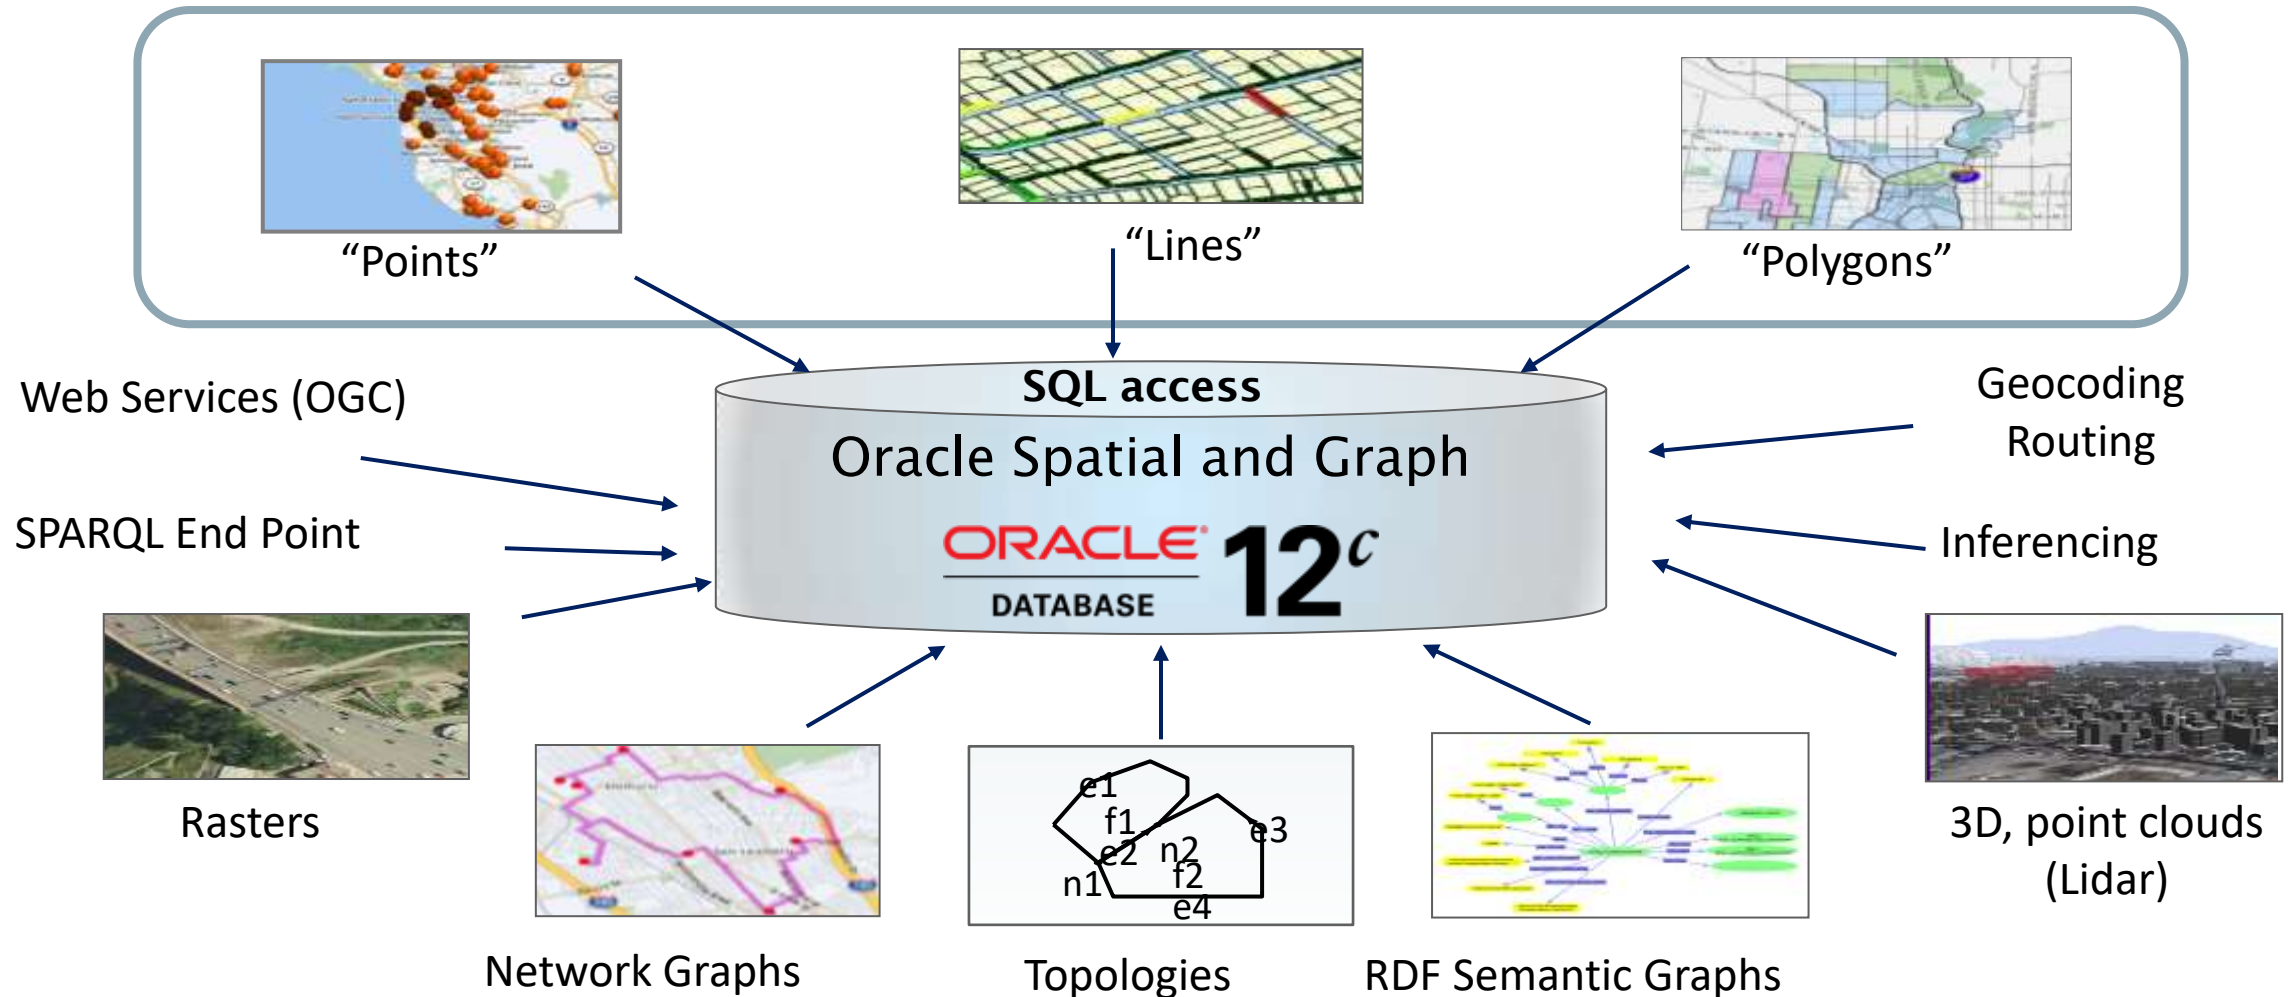 “Points”
“Lines”
“Polygons”
Web Services (OGC)
SQL access
Geocoding
Routing
Oracle Spatial and Graph
SPARQL End Point
ORACLE®
DATABASE
12c
Inferencing
Rasters
e1
f1
e2
n2
e3
n1
f2
e4
3D, point clouds
(Lidar)
Network Graphs
Topologies
RDF Semantic Graphs